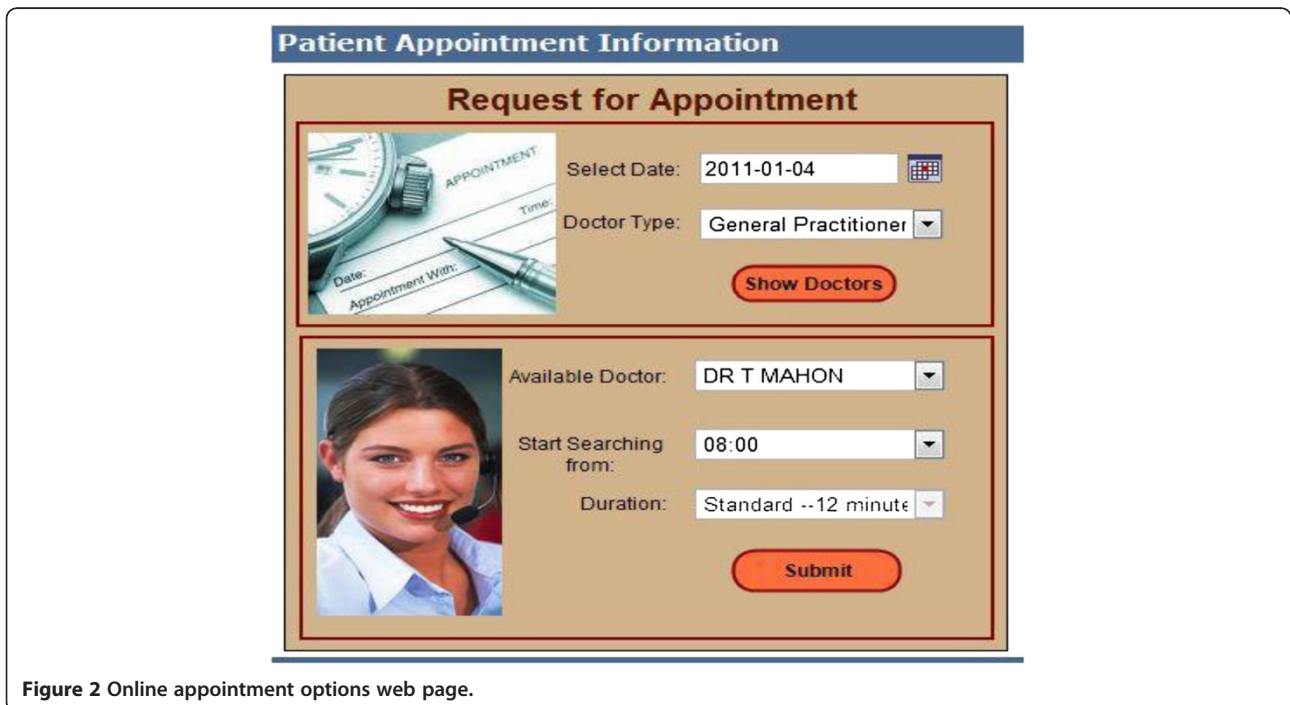 Patient Appointment Information
Request for Appointment
APPOINTMENT
Time:
Date:
Appointment With:
Select Date: 2011-01-04
Doctor Type: General Practitioner
Show Doctors
Available Doctor: DR T MAHON
Start Searching from: 08:00
Duration: Standard --12 minute
Submit
Figure 2 Online appointment options web page.